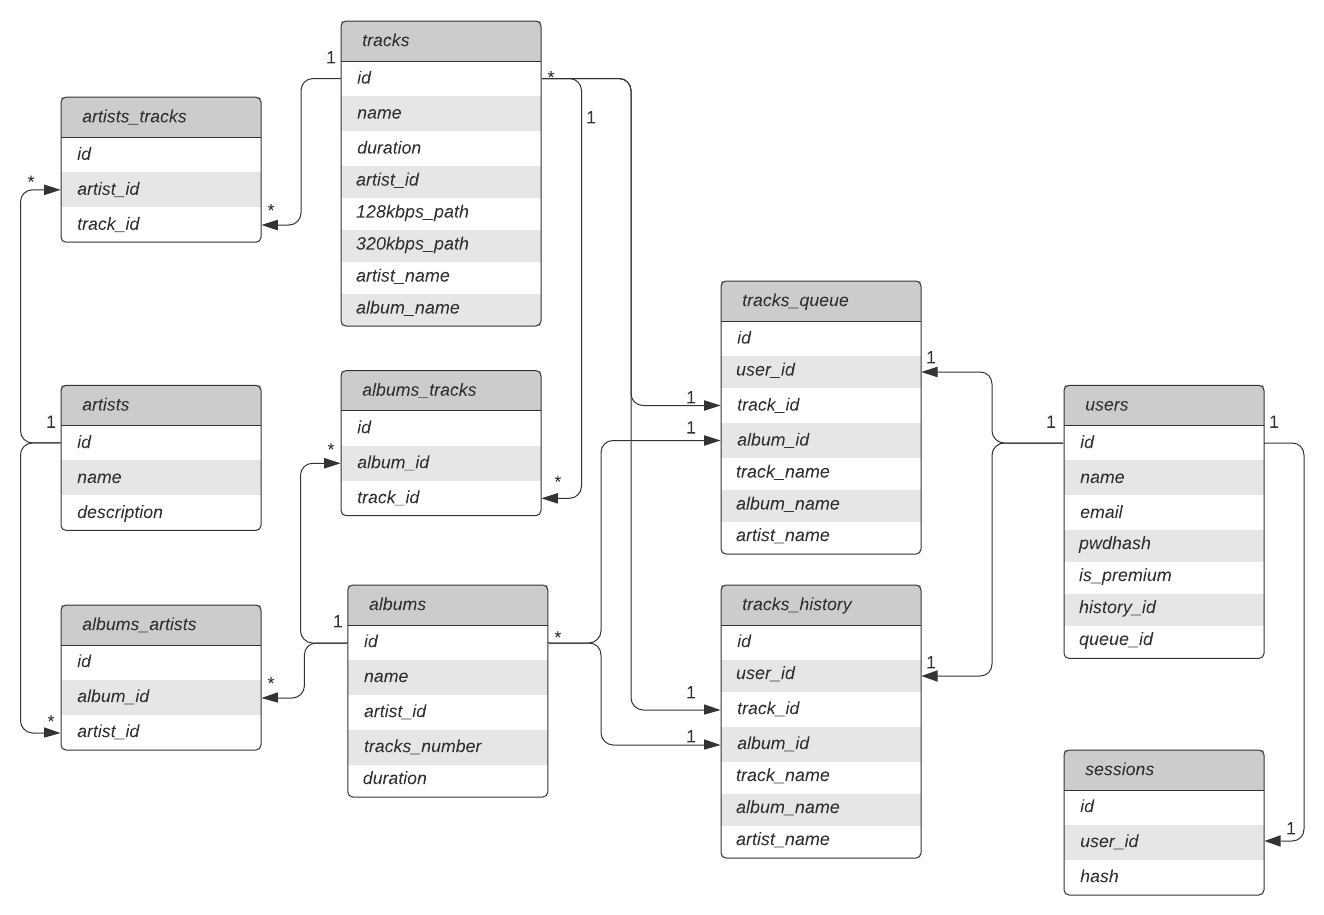 tracks
1
id
*
name
1
duration
artist_id
128kbps_path
320kbps_path
artist_name
album_name
artists_tracks
id
*
artist_id
track_id
*
artists
1
id
name
description
albums_tracks
id
*
album_id
track_id
*
albums_artists
id
album_id
*
artist_id
*
albums
1
id
*
name
artist_id
tracks_number
duration
tracks_queue
id
user_id
1
1
track_id
1
album_id
track_name
album_name
artist_name
tracks_history
id
user_id
1
1
track_id
1
album_id
track_name
album_name
artist_name
users
1
1
id
name
email
pwdhash
is_premium
history_id
queue_id
sessions
id
user_id
1
hash